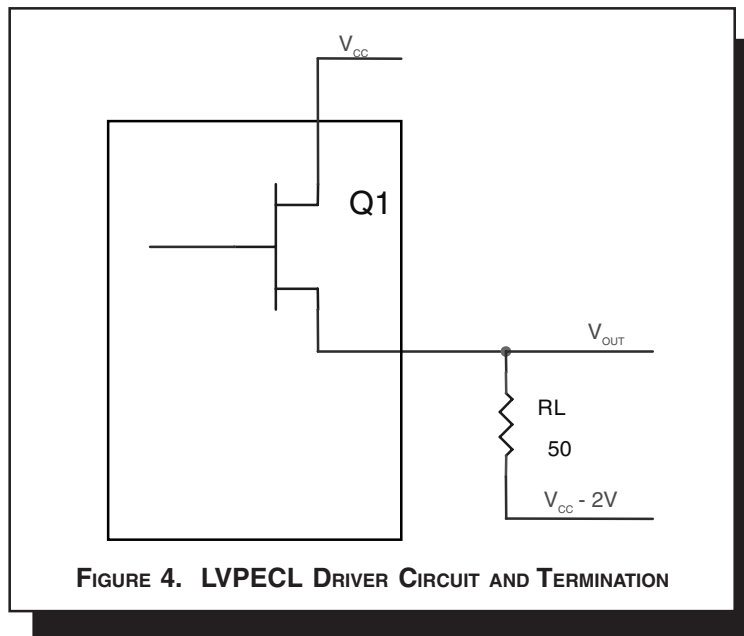 VCC
Q1
VOUT
RL
50
VCC - 2V
FIGURE 4. LVPECL DRIVER CIRCUIT AND TERMINATION